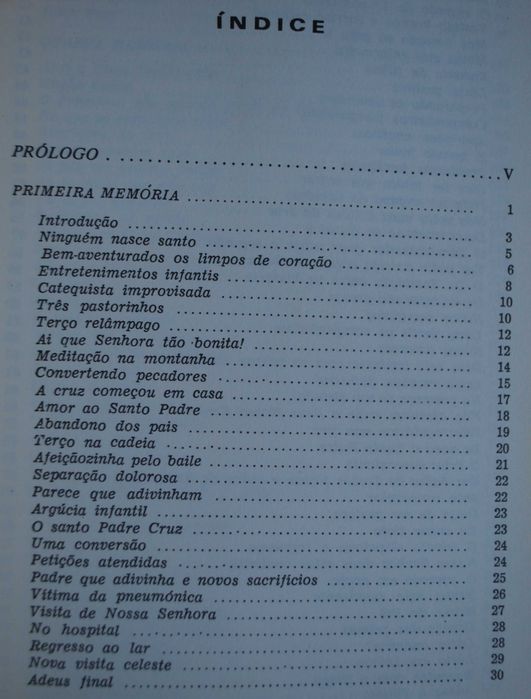 ÍNDICE
PRÓLOGO ........ V
PRIMEIRA MEMÓRIA ........ 1
Introdução ........ 3
Ninguém nasce santo ........ 5
Bem-aventurados os limpos de coração ........ 6
Entretenimentos infantis ........ 8
Catequista improvisada ........ 10
Três pastorinhos ........ 10
Terço relâmpago ........ 12
Ai que Senhora tão bonita! ........ 12
Meditação na montanha ........ 14
Convertendo pecadores ........ 15
A cruz começou em casa ........ 17
Amor ao Santo Padre ........ 18
Abandono dos pais ........ 19
Terço na cadeia ........ 20
Afeiçãozinha pelo baile ........ 21
Separação dolorosa ........ 22
Parece que adivinham ........ 22
Argúcia infantil ........ 23
O santo Padre Cruz ........ 23
Uma conversão ........ 24
Petições atendidas ........ 24
Padre que adivinha e novos sacrifícios ........ 25
Vítima da pneumónica ........ 26
Visita de Nossa Senhora ........ 27
No hospital ........ 28
Regresso ao lar ........ 28
Nova visita celeste ........ 29
Adeus final ........ 30